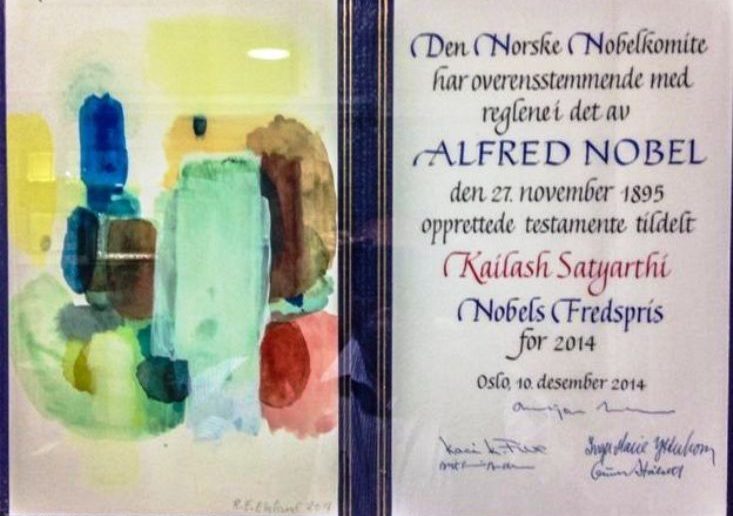 Den Norske Nobelkomite
har overensstemmende med
reglene i det av
ALFRED NOBEL
den 27. november 1895
opprettede testamente tildelt
Kailash Satyarthi
Nobels Fredspris
for 2014
Oslo, 10. desember 2014